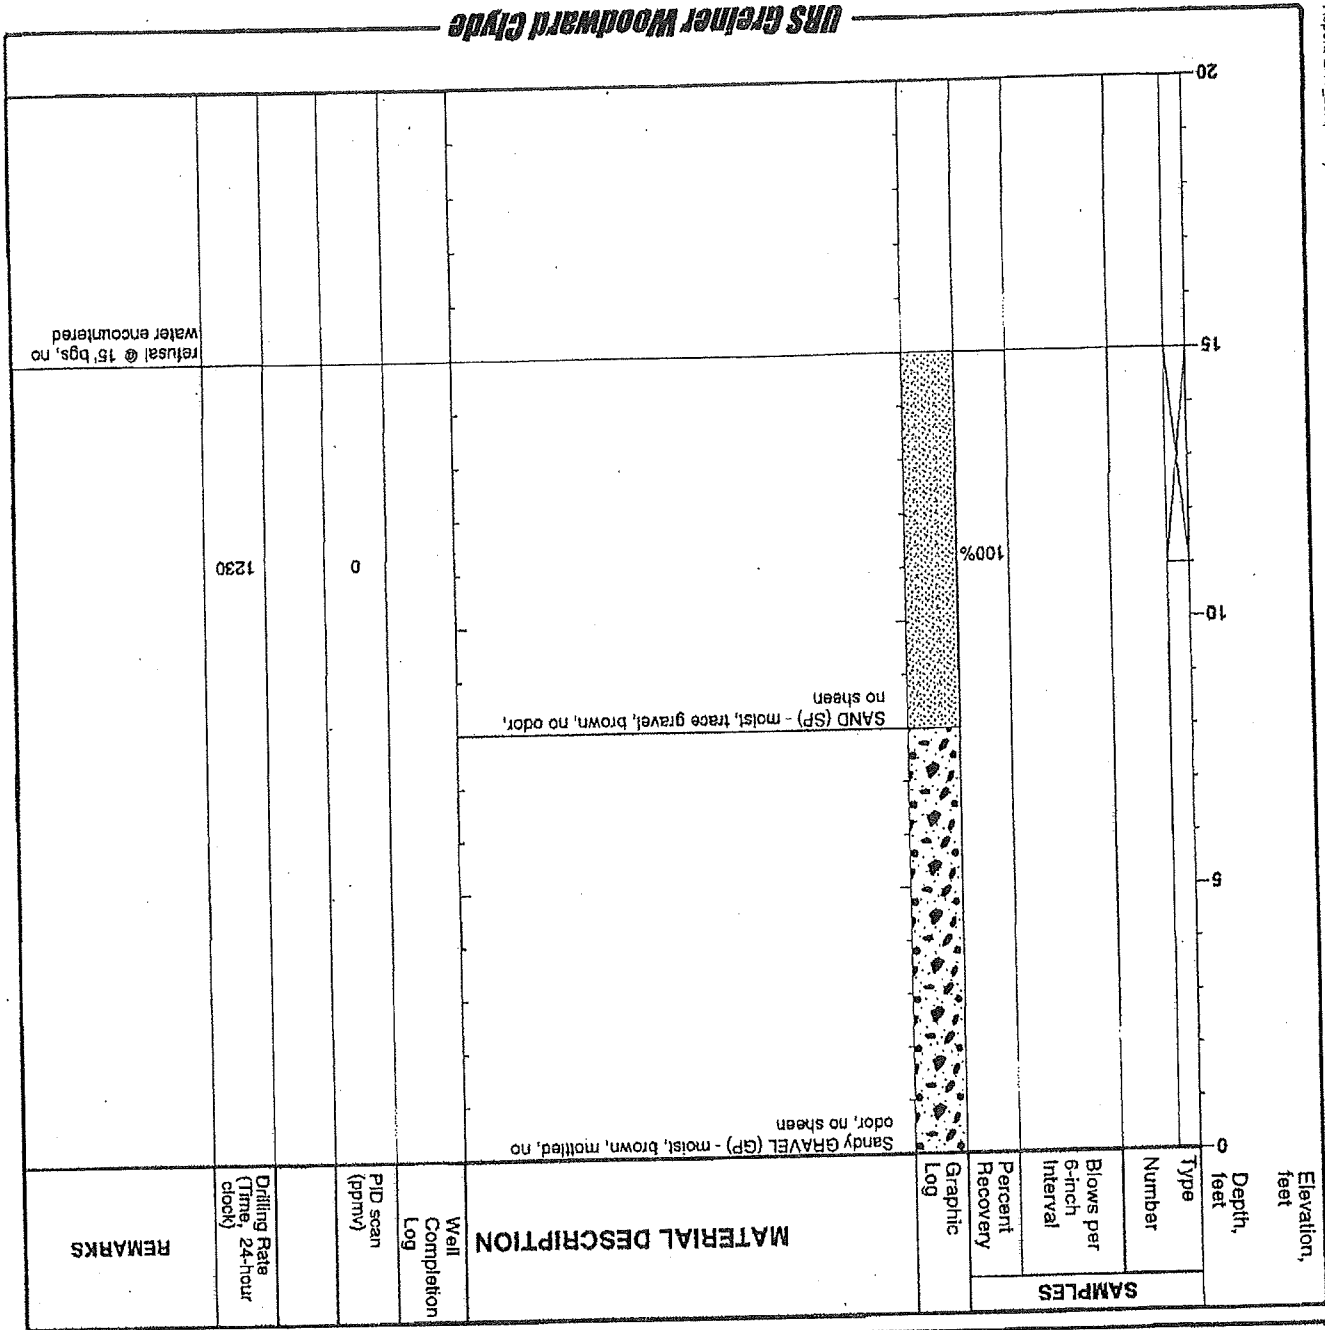 Elevation,
feet
Depth,
feet
SAMPLES
Type
Number
Blows per
6-inch
Interval
Percent
Recovery
Graphic
Log
MATERIAL DESCRIPTION
Well
Completion
Log
PID scan
(ppmv)
Drilling Rate
(Time, 24-hour
clock)
REMARKS
0
Sandy GRAVEL (GP) - moist, brown, mottled, no
odor, no sheen
5
SAND (SP) - moist, trace gravel, brown, no odor,
no sheen
10
100%
0
1230
15
refusal @ 15' bgs, no
water encountered
20
URS Greiner Woodward Clyde